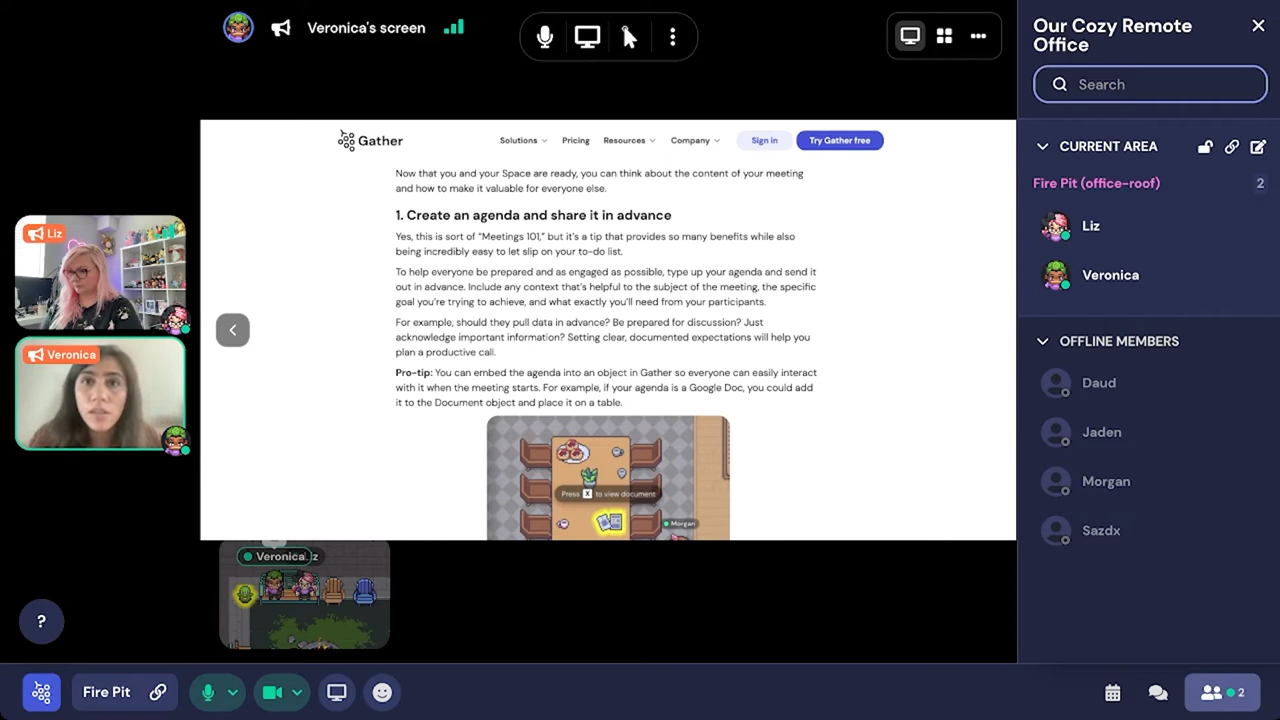 Veronica's screen
Our Cozy Remote
Office
Search
Gather
Solutions
Pricing
Resources
Company
Sign in
Try Gather free
CURRENT AREA
Now that you and your Space are ready, you can think about the content of your meeting
and how to make it valuable for everyone else.
Fire Pit (office-roof)
2
1. Create an agenda and share it in advance
Liz
Liz
Yes, this is sort of "Meetings 101," but it's a tip that provides so many benefits while also
being incredibly easy to let slip on your to-do list.
Veronica
To help everyone be prepared and as engaged as possible, type up your agenda and send it
out in advance. Include any context that's helpful to the subject of the meeting, the specific
goal you're trying to achieve, and what exactly you'll need from your participants.
For example, should they pull data in advance? Be prepared for discussion? Just
acknowledge important information? Setting clear, documented expectations will help you
plan a productive call.
OFFLINE MEMBERS
Veronica
Pro-tip: You can embed the agenda into an object in Gather so everyone can easily interact
with it when the meeting starts. For example, if your agenda is a Google Doc, you could add
it to the Document object and place it on a table.
Daud
Jaden
Morgan
Sazdx
Press X to view document
Morgan
Veronica
z
?
Fire Pit
2